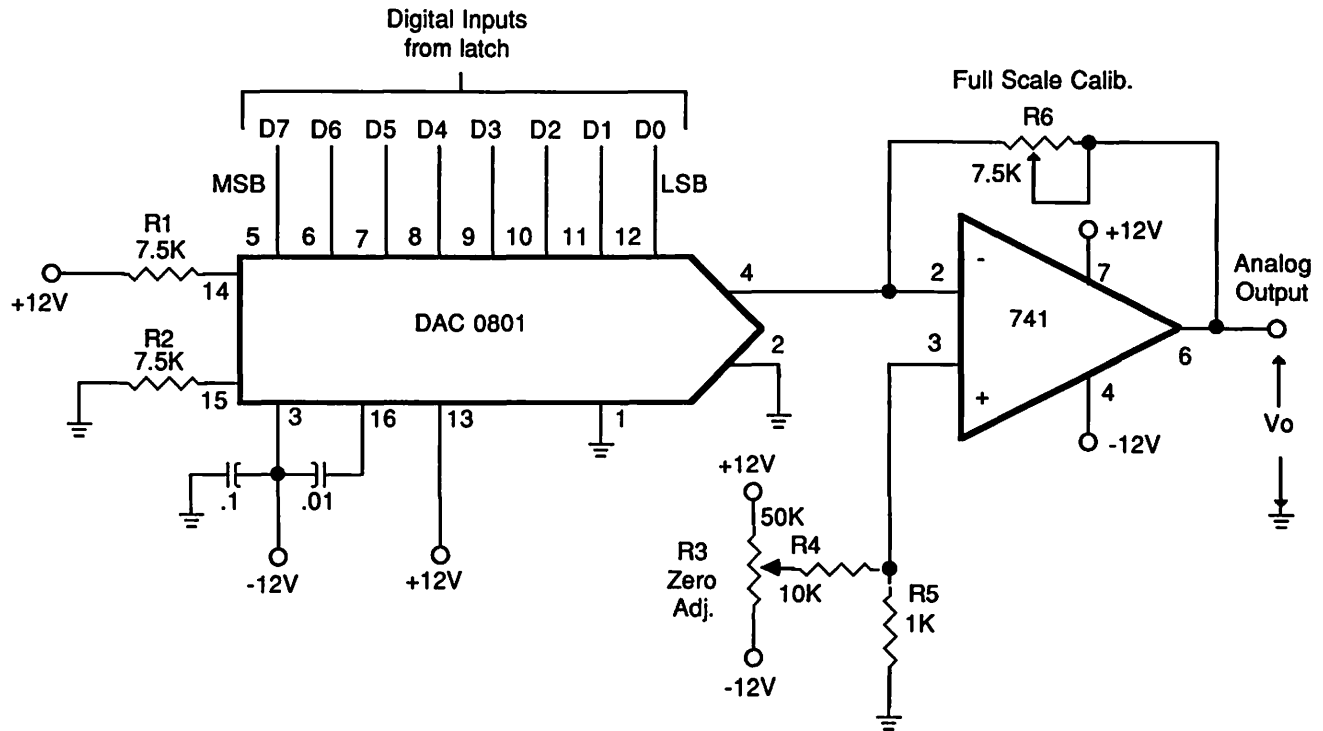 Digital Inputs
from latch
D7 D6 D5 D4 D3 D2 D1 D0
MSB
LSB
5 6 7 8 9 10 11 12
R1
7.5K
+12V
14
R2
7.5K
15
DAC 0801
4
2
3
16
13
1
.1
.01
-12V
+12V
Full Scale Calib.
R6
7.5K
+12V
7
2
-
741
3
+
6
4
-12V
Analog
Output
Vo
+12V
50K
R3
Zero
Adj.
R4
10K
-12V
R5
1K